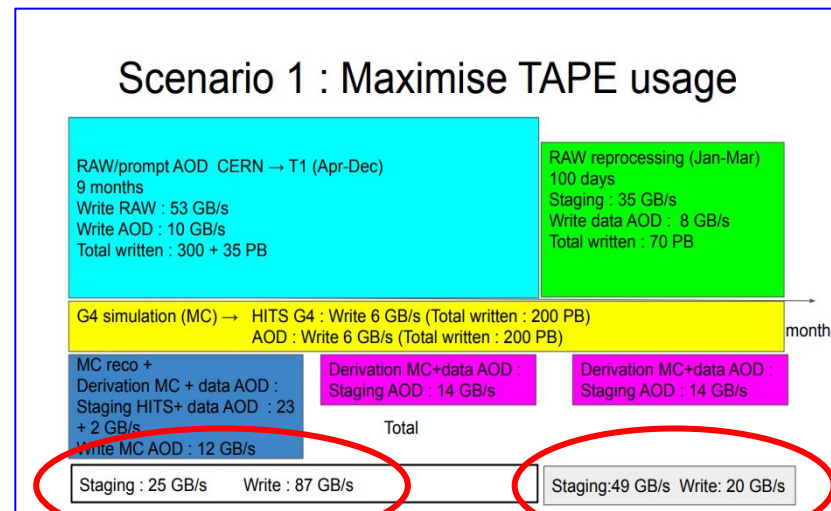 Scenario 1 : Maximise TAPE usage
RAW/prompt AOD CERN → T1 (Apr-Dec)
9 months
Write RAW : 53 GB/s
Write AOD : 10 GB/s
Total written : 300 + 35 PB
RAW reprocessing (Jan-Mar)
100 days
Staging : 35 GB/s
Write data AOD : 8 GB/s
Total written : 70 PB
G4 simulation (MC) → HITS G4 : Write 6 GB/s (Total written : 200 PB)
AOD : Write 6 GB/s (Total written : 200 PB)
month
MC reco +
Derivation MC + data AOD :
Staging HITS+ data AOD : 23
+ 2 GB/s
Write MC AOD : 12 GB/s
Derivation MC+data AOD :
Staging AOD : 14 GB/s
Derivation MC+data AOD :
Staging AOD : 14 GB/s
Total
Staging : 25 GB/s Write : 87 GB/s
Staging:49 GB/s Write: 20 GB/s